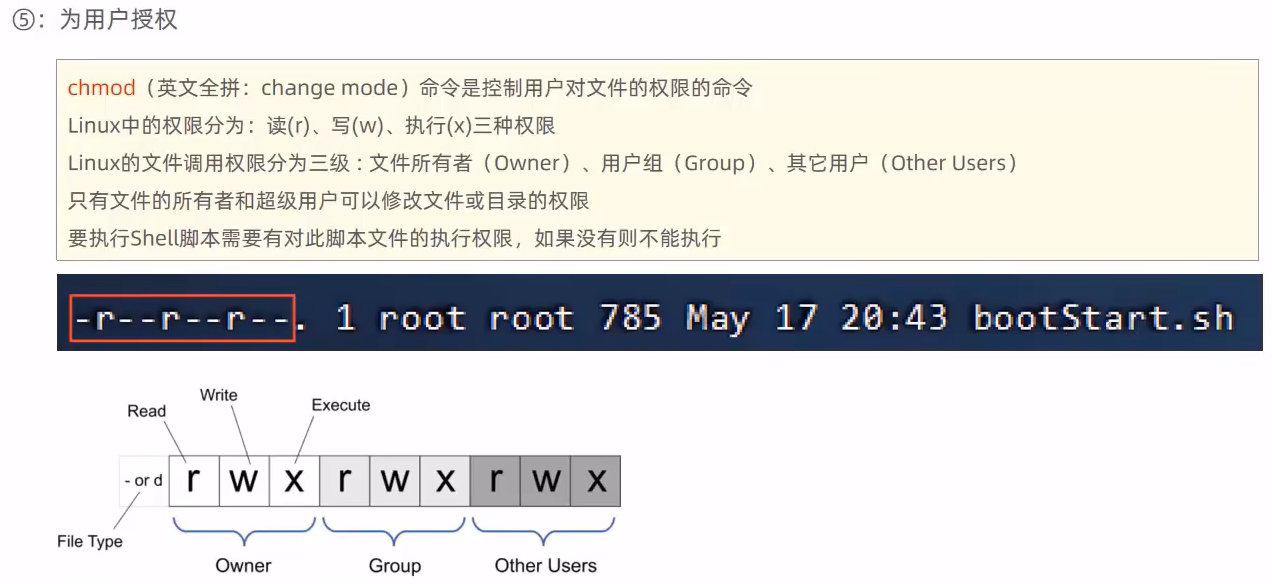 ⑤：为用户授权
chmod（英文全拼：change mode）命令是控制用户对文件的权限的命令
Linux中的权限分为：读(r)、写(w)、执行(x)三种权限
Linux的文件调用权限分为三级 : 文件所有者（Owner）、用户组（Group）、其它用户（Other Users）
只有文件的所有者和超级用户可以修改文件或目录的权限
要执行Shell脚本需要有对此脚本文件的执行权限，如果没有则不能执行
-r--r--r--. 1 root root 785 May 17 20:43 bootStart.sh
Read Write Execute
- or d r w x r w x r w x
File Type
Owner Group Other Users